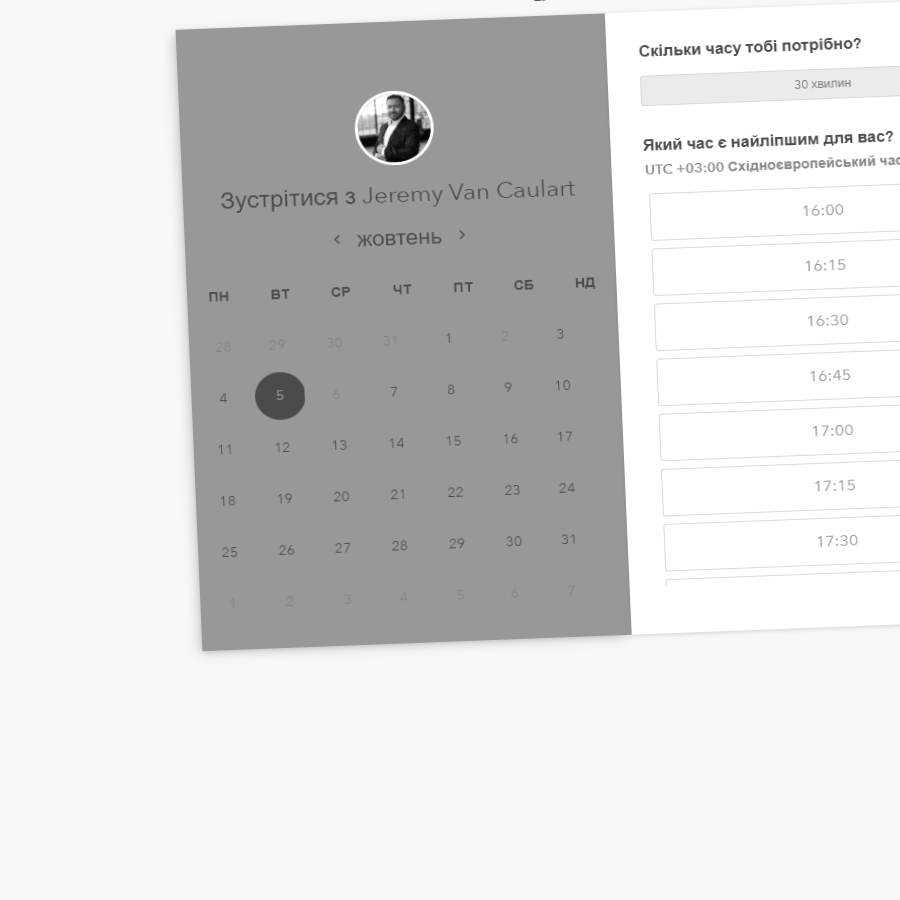 Зустрітися з Jeremy Van Caulart
‹ жовтень ›
ПН ВТ СР ЧТ ПТ СБ НД
28 29 30 31 1 2 3
4 5 6 7 8 9 10
11 12 13 14 15 16 17
18 19 20 21 22 23 24
25 26 27 28 29 30 31
1 2 3 4 5 6 7
Скільки часу тобі потрібно?
30 хвилин
Який час є найліпшим для вас?
UTC +03:00 Східноєвропейський час
16:00
16:15
16:30
16:45
17:00
17:15
17:30